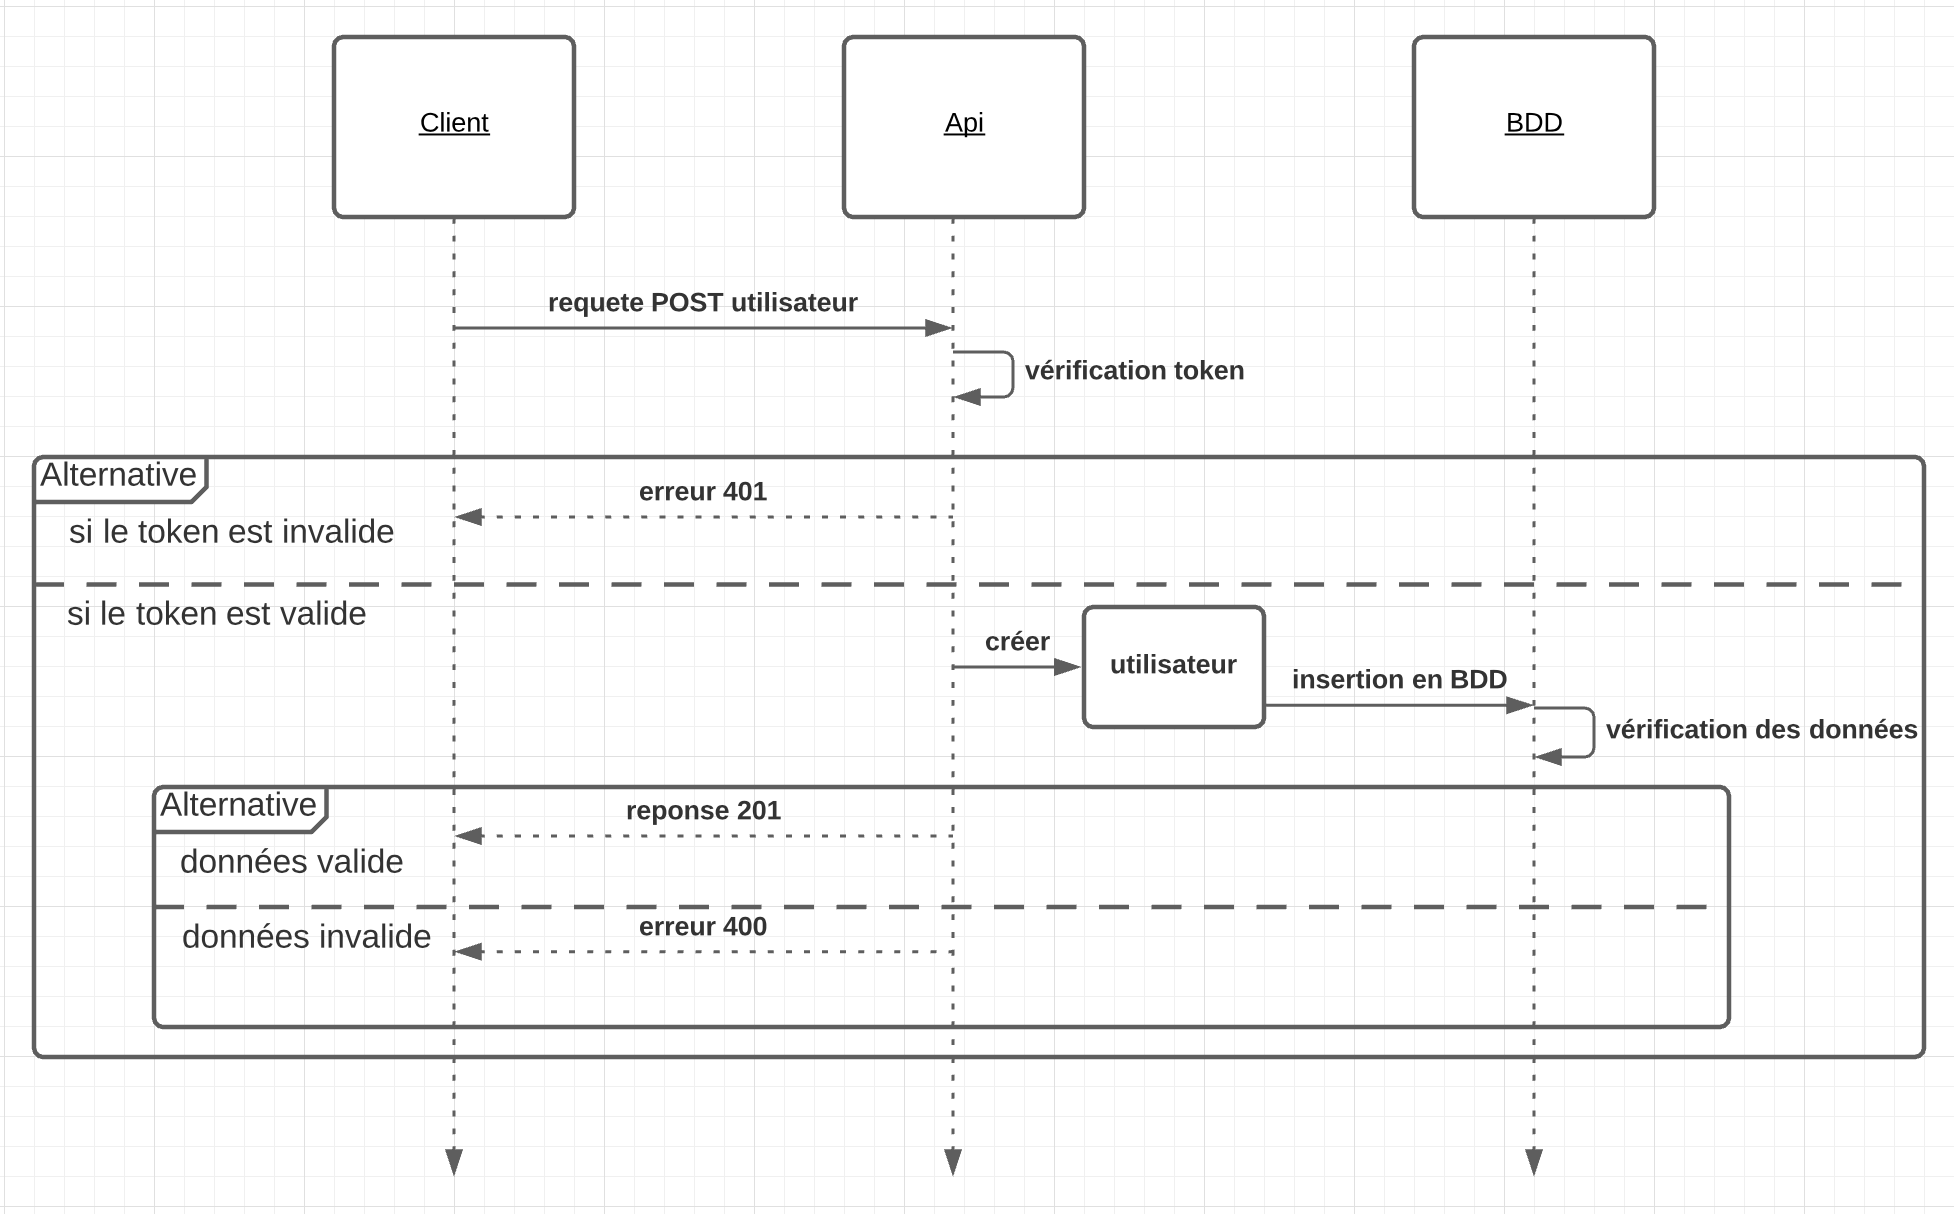 Client
Api
BDD
requete POST utilisateur
vérification token
Alternative
erreur 401
si le token est invalide
si le token est valide
créer
utilisateur
insertion en BDD
vérification des données
Alternative
reponse 201
données valide
erreur 400
données invalide